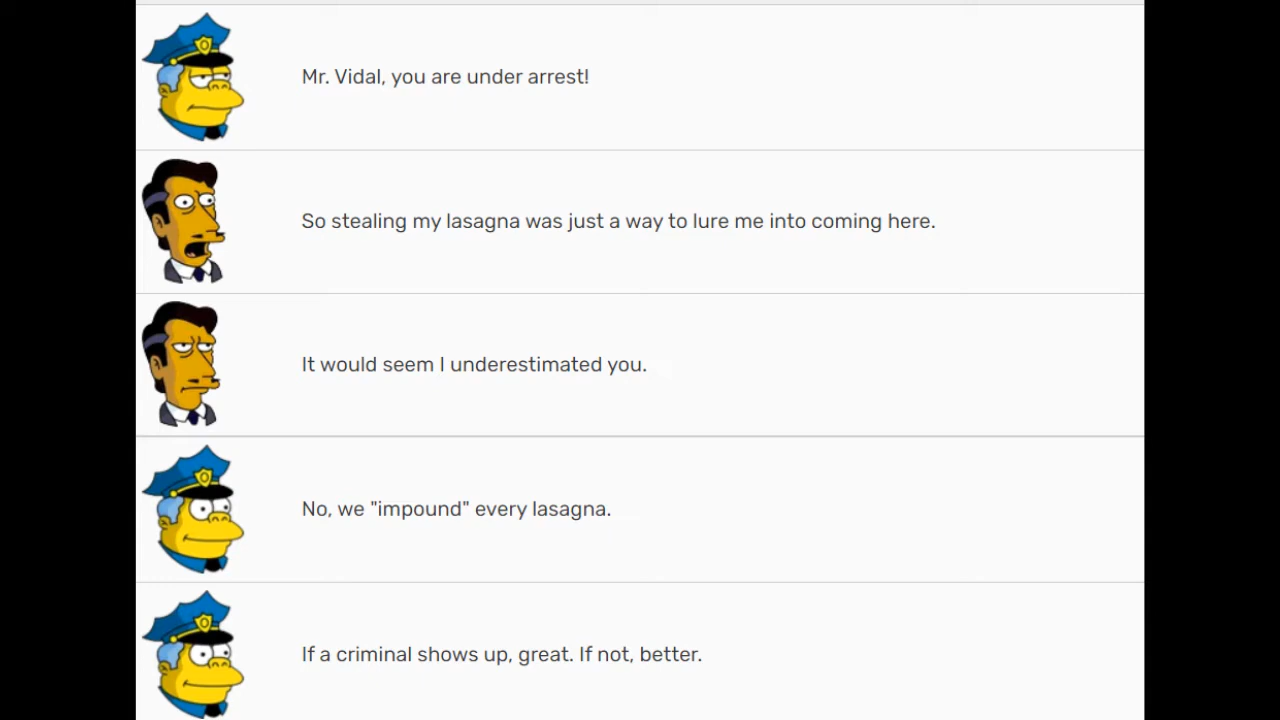 Mr. Vidal, you are under arrest!
So stealing my lasagna was just a way to lure me into coming here.
It would seem I underestimated you.
No, we "impound" every lasagna.
If a criminal shows up, great. If not, better.